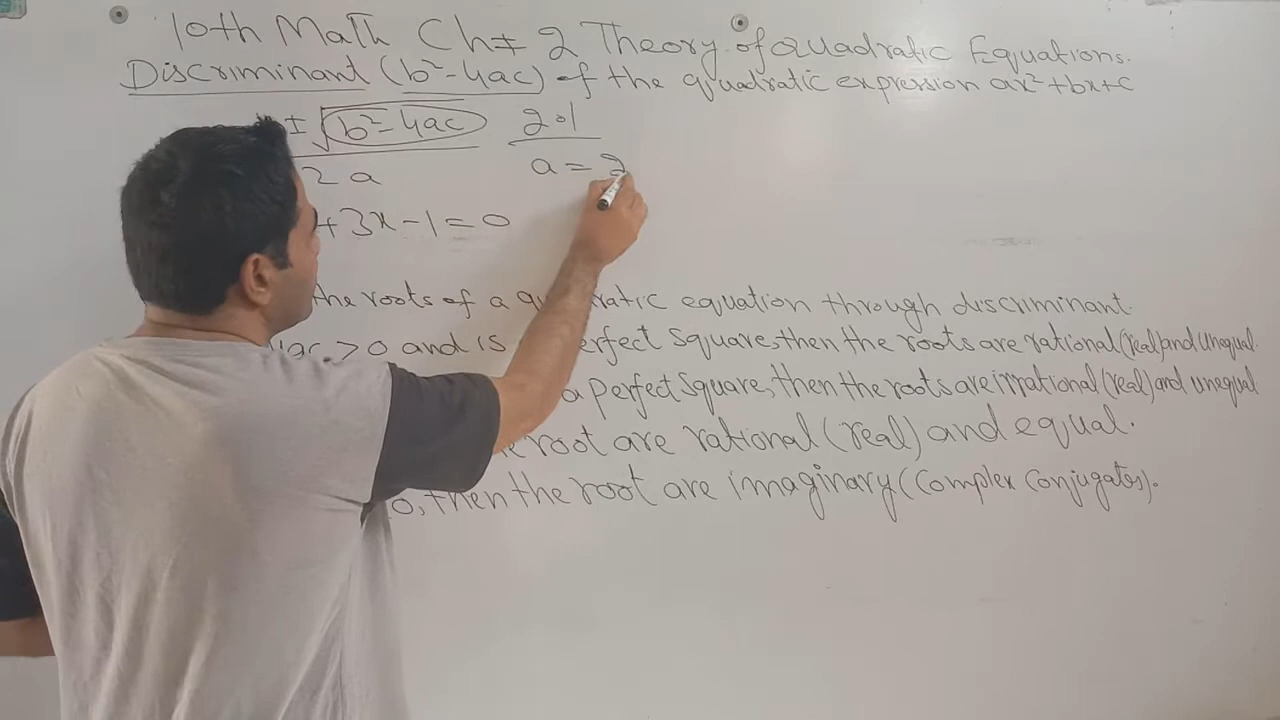 10th Math Ch# 2 Theory of Quadratic Equations.
Discriminant (b²-4ac) of the quadratic expression ax²+bx+c
± √b²-4ac
2a
2.1
a = 2
+ 3x - 1 = 0
the roots of a quadratic equation through discriminant.
4ac > 0 and is perfect square, then the roots are rational (real) and unequal.
a perfect square, then the roots are irrational (real) and unequal
root are rational (real) and equal.
0, then the root are imaginary (Complex Conjugates).